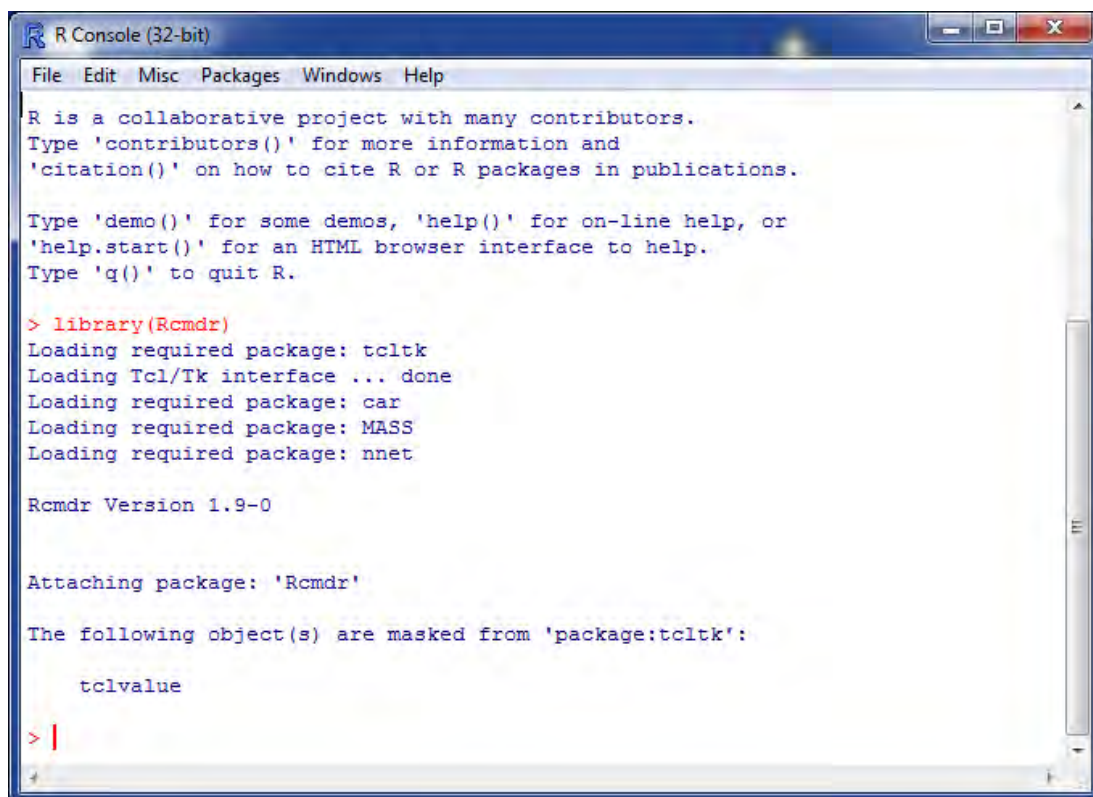 R Console (32-bit)
File Edit Misc Packages Windows Help
R is a collaborative project with many contributors.
Type 'contributors()' for more information and
'citation()' on how to cite R or R packages in publications.
Type 'demo()' for some demos, 'help()' for on-line help, or
'help.start()' for an HTML browser interface to help.
Type 'q()' to quit R.
> library(Rcmdr)
Loading required package: tcltk
Loading Tcl/Tk interface ... done
Loading required package: car
Loading required package: MASS
Loading required package: nnet
Rcmdr Version 1.9-0
Attaching package: 'Rcmdr'
The following object(s) are masked from 'package:tcltk':
tclvalue
>